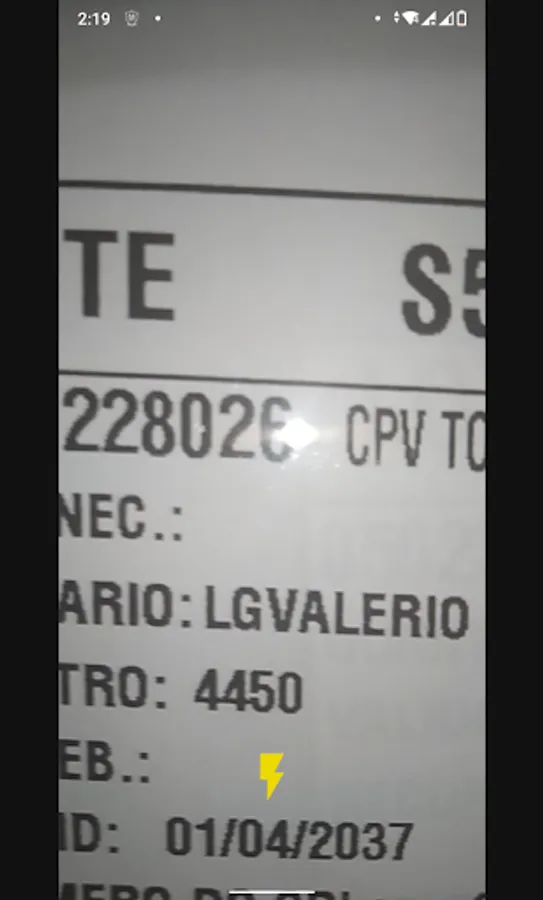 2:19
TE S5
228026 CPV TO
NEC.:
ARIO: LGVALERIO
TRO: 4450
EB.:
ID: 01/04/2037